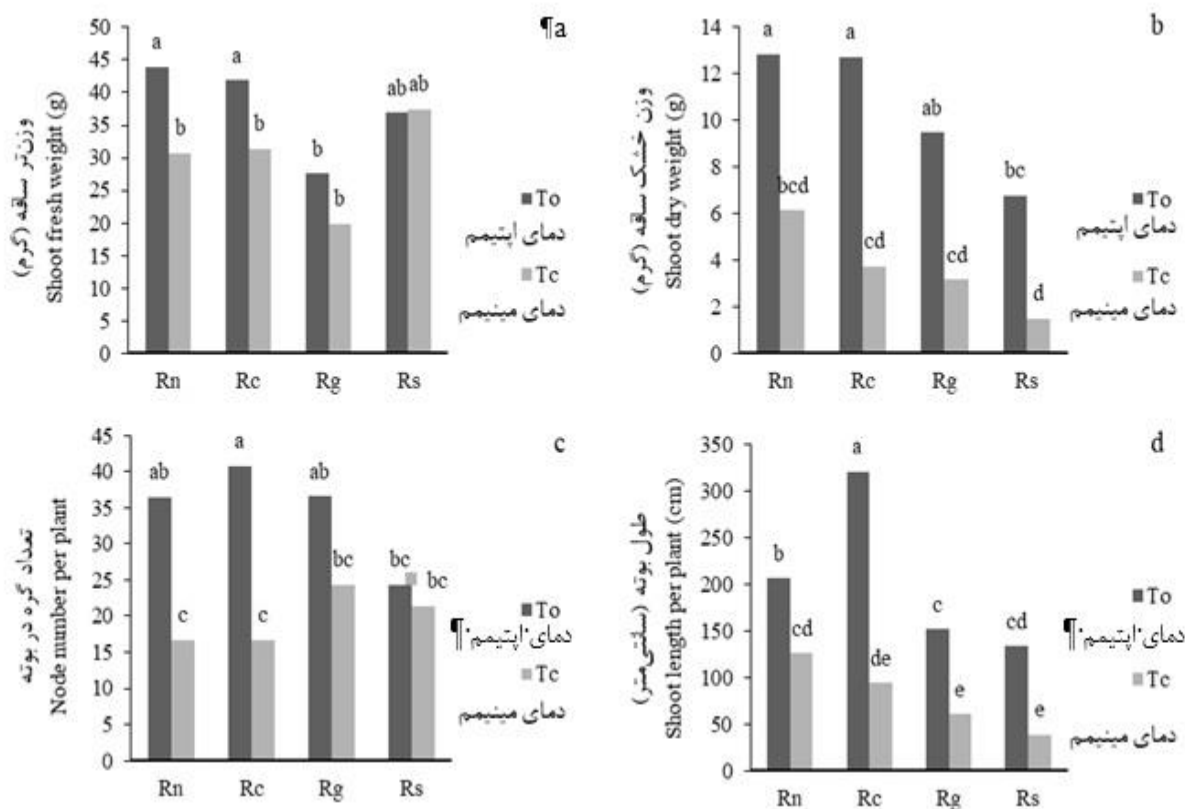 ¶a
50
45
40
35
30
25
20
15
10
5
0
وزن‌تر ساقه (گرم)
Shoot fresh weight (g)
a
b
a
b
b
b
ab
ab
Rn
Rc
Rg
Rs
To
دمای اپتیمم
Tc
دمای مینیمم
b
14
12
10
8
6
4
2
0
وزن خشک ساقه (گرم)
Shoot dry weight (g)
a
bcd
a
cd
ab
cd
bc
d
Rn
Rc
Rg
Rs
To
دمای اپتیمم
Tc
دمای مینیمم
c
45
40
35
30
25
20
15
10
5
0
تعداد گره در بوته
Node number per plant
ab
c
a
c
ab
bc
bc
bc
Rn
Rc
Rg
Rs
To
دمای·اپتیمم·¶
Tc
دمای مینیمم
d
350
300
250
200
150
100
50
0
طول بوته (سانتی‌متر)
Shoot length per plant (cm)
b
cd
a
de
c
e
cd
e
Rn
Rc
Rg
Rs
To
دمای·اپتیمم·¶
Tc
دمای مینیمم